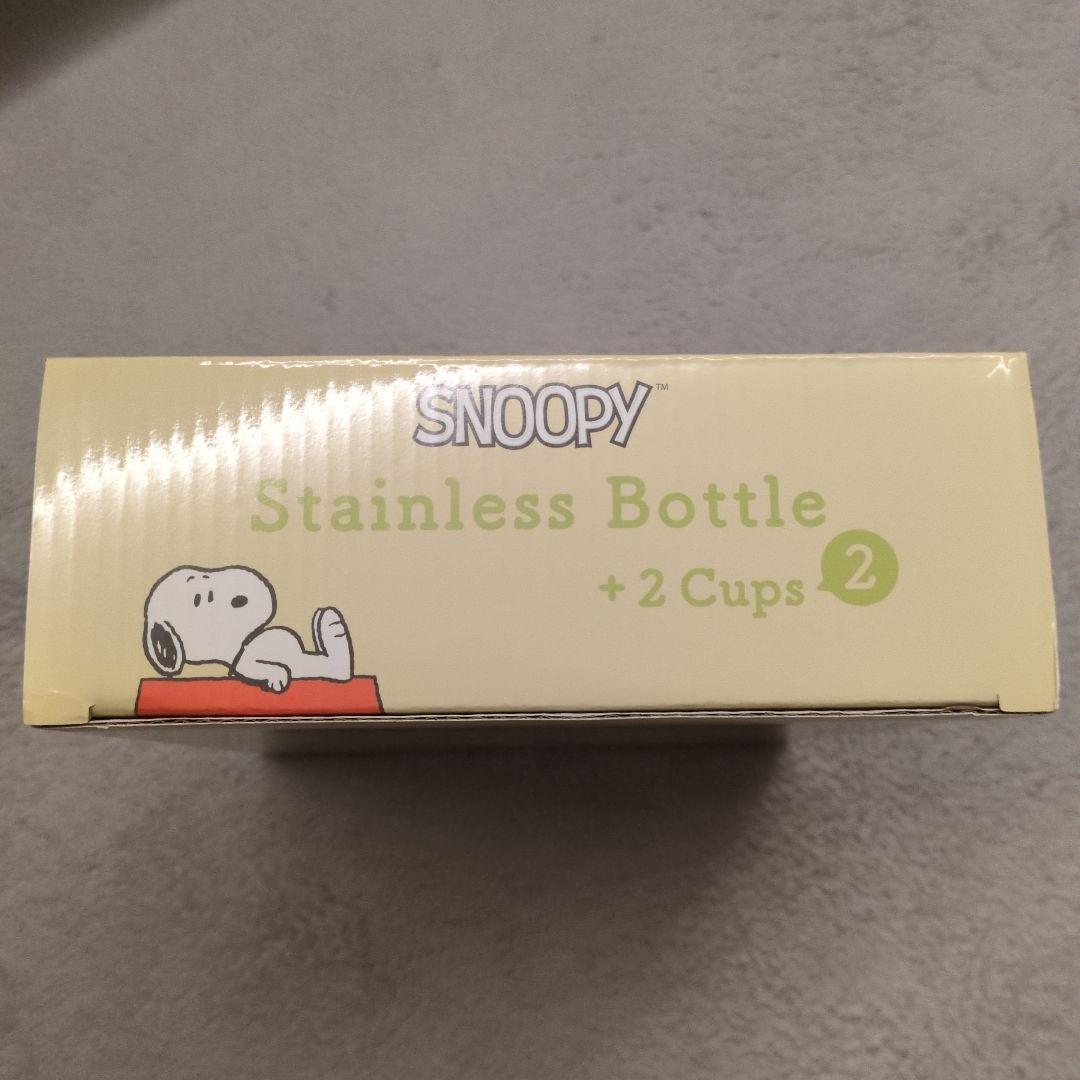 SNOOPY™
Stainless Bottle
+2 Cups 2